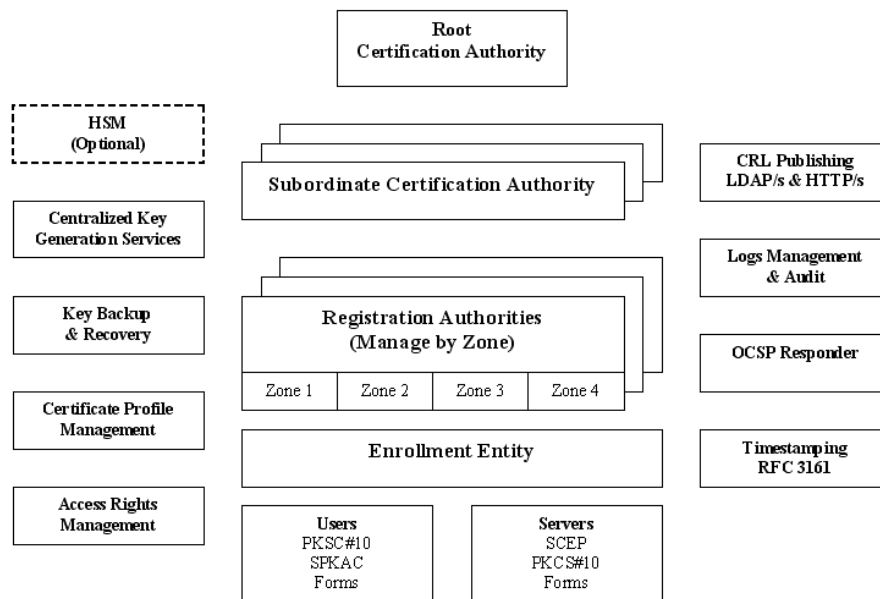 Root
Certification Authority
HSM
(Optional)
Centralized Key
Generation Services
Key Backup
& Recovery
Certificate Profile
Management
Access Rights
Management
Subordinate Certification Authority
Registration Authorities
(Manage by Zone)
Zone 1 Zone 2 Zone 3 Zone 4
Enrollment Entity
Users
PKSC#10
SPKAC
Forms
Servers
SCEP
PKCS#10
Forms
CRL Publishing
LDAP/s & HTTP/s
Logs Management
& Audit
OCSP Responder
Timestamping
RFC 3161